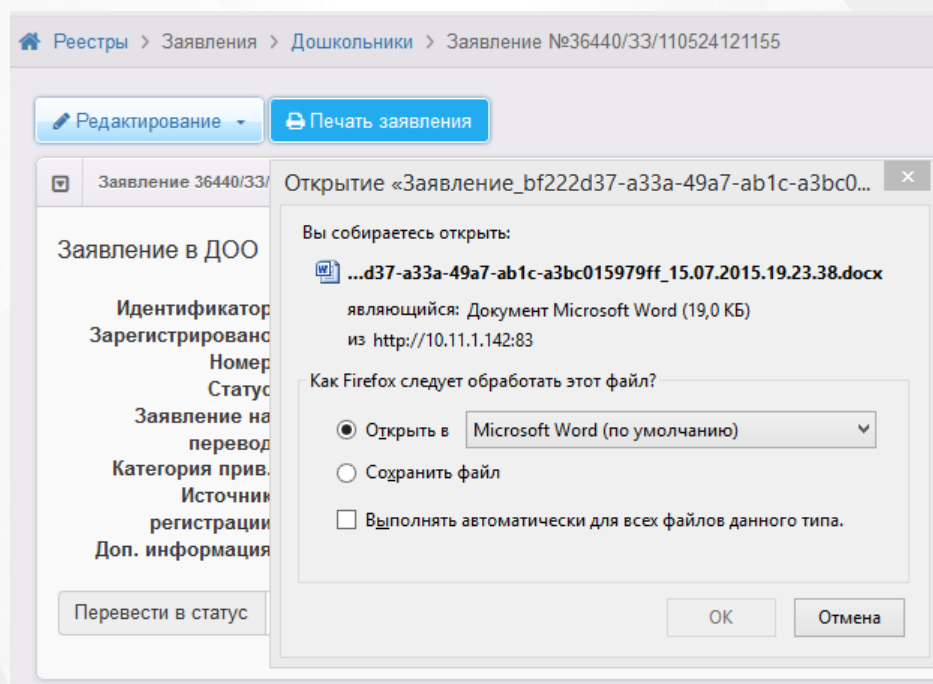 Реестры > Заявления > Дошкольники > Заявление №36440/ЗЗ/110524121155
Редактирование
Печать заявления
Заявление 36440/ЗЗ/
Открытие «Заявление_bf222d37-a33a-49a7-ab1c-a3bc0...
Вы собираетесь открыть:
...d37-a33a-49a7-ab1c-a3bc015979ff_15.07.2015.19.23.38.docx
являющийся: Документ Microsoft Word (19,0 КБ)
из http://10.11.1.142:83
Как Firefox следует обработать этот файл?
Открыть в Microsoft Word (по умолчанию)
Сохранить файл
Выполнять автоматически для всех файлов данного типа.
ОК Отмена
Заявление в ДОО
Идентификатор
Зарегистрировано
Номер
Статус
Заявление на
перевод
Категория прив.
Источник
регистрации
Доп. информация
Перевести в статус